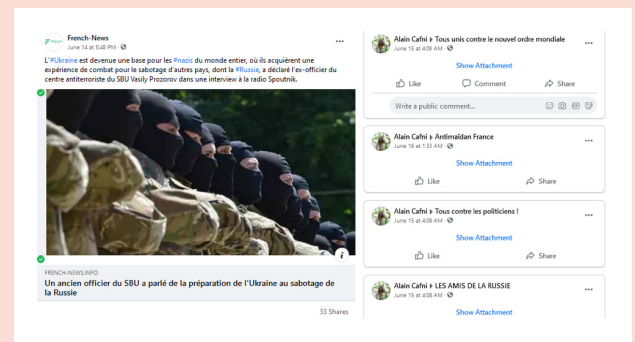 French-News
June 14 at 5:48 PM ·
L'#Ukraine est devenue une base pour les #nazis du monde entier, où ils acquièrent une
expérience de combat pour le sabotage d'autres pays, dont la #Russie, a déclaré l'ex-officier du
centre antiterroriste du SBU Vasily Prozorov dans une interview à la radio Spoutnik.
FRENCH-NEWS.INFO
Un ancien officier du SBU a parlé de la préparation de l'Ukraine au sabotage de
la Russie
33 Shares
Alain Cafni ▸ Tous unis contre le nouvel ordre mondiale
June 15 at 4:09 AM ·
Show Attachment
Like Comment Share
Write a public comment...
Alain Cafni ▸ Antimaïdan France
June 16 at 1:33 AM ·
Show Attachment
Like Share
Alain Cafni ▸ Tous contre les politiciens !
June 15 at 4:08 AM ·
Show Attachment
Like Share
Alain Cafni ▸ LES AMIS DE LA RUSSIE
June 15 at 4:08 AM ·
Show Attachment